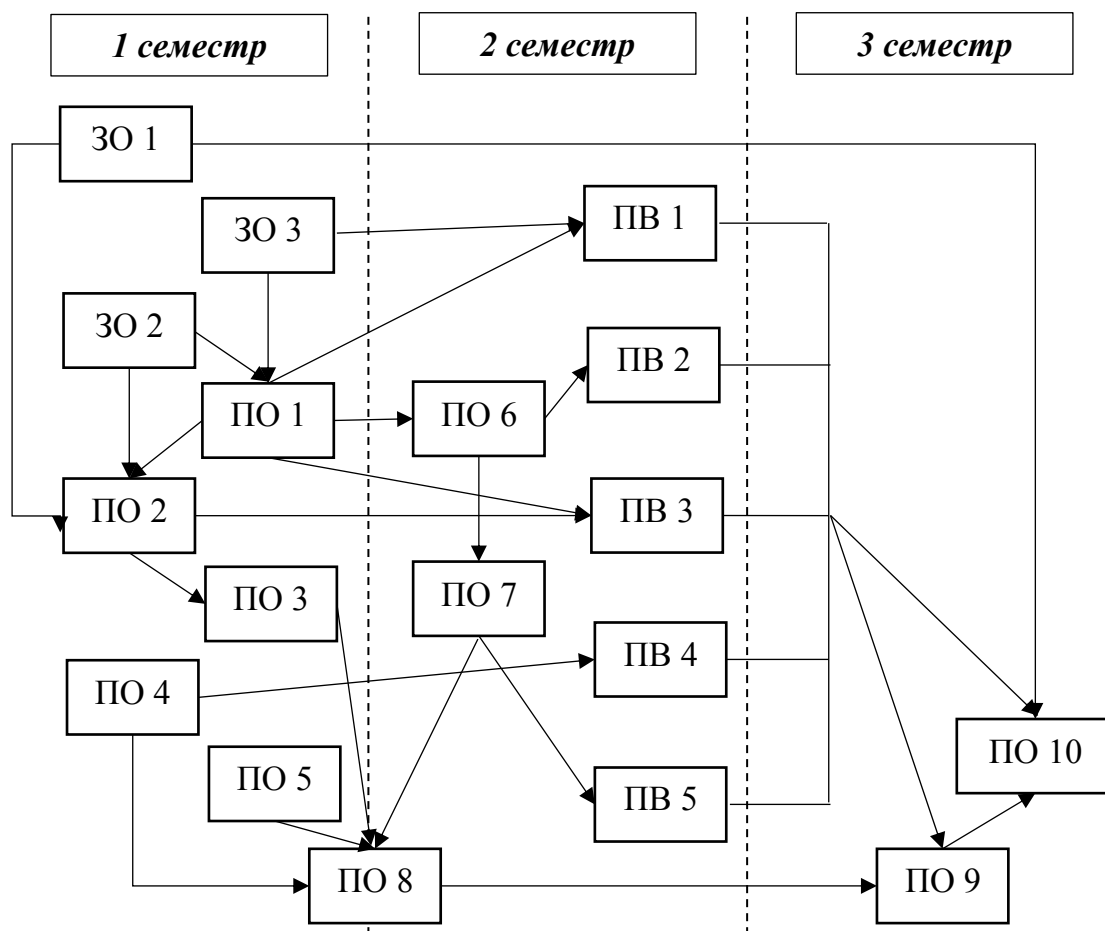 1 семестр
2 семестр
3 семестр
ЗО 1
ЗО 3
ПВ 1
ЗО 2
ПВ 2
ПО 1
ПО 6
ПО 2
ПВ 3
ПО 3
ПО 7
ПВ 4
ПО 4
ПО 10
ПО 5
ПВ 5
ПО 8
ПО 9